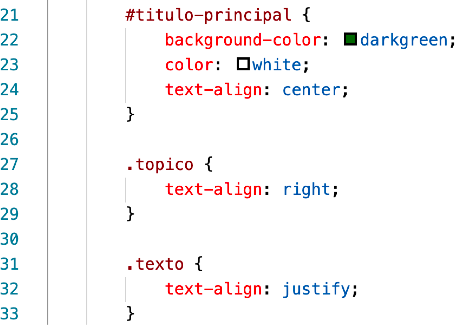 21 #titulo-principal {
22 background-color: darkgreen;
23 color: white;
24 text-align: center;
25 }
26
27 .topico {
28 text-align: right;
29 }
30
31 .texto {
32 text-align: justify;
33 }